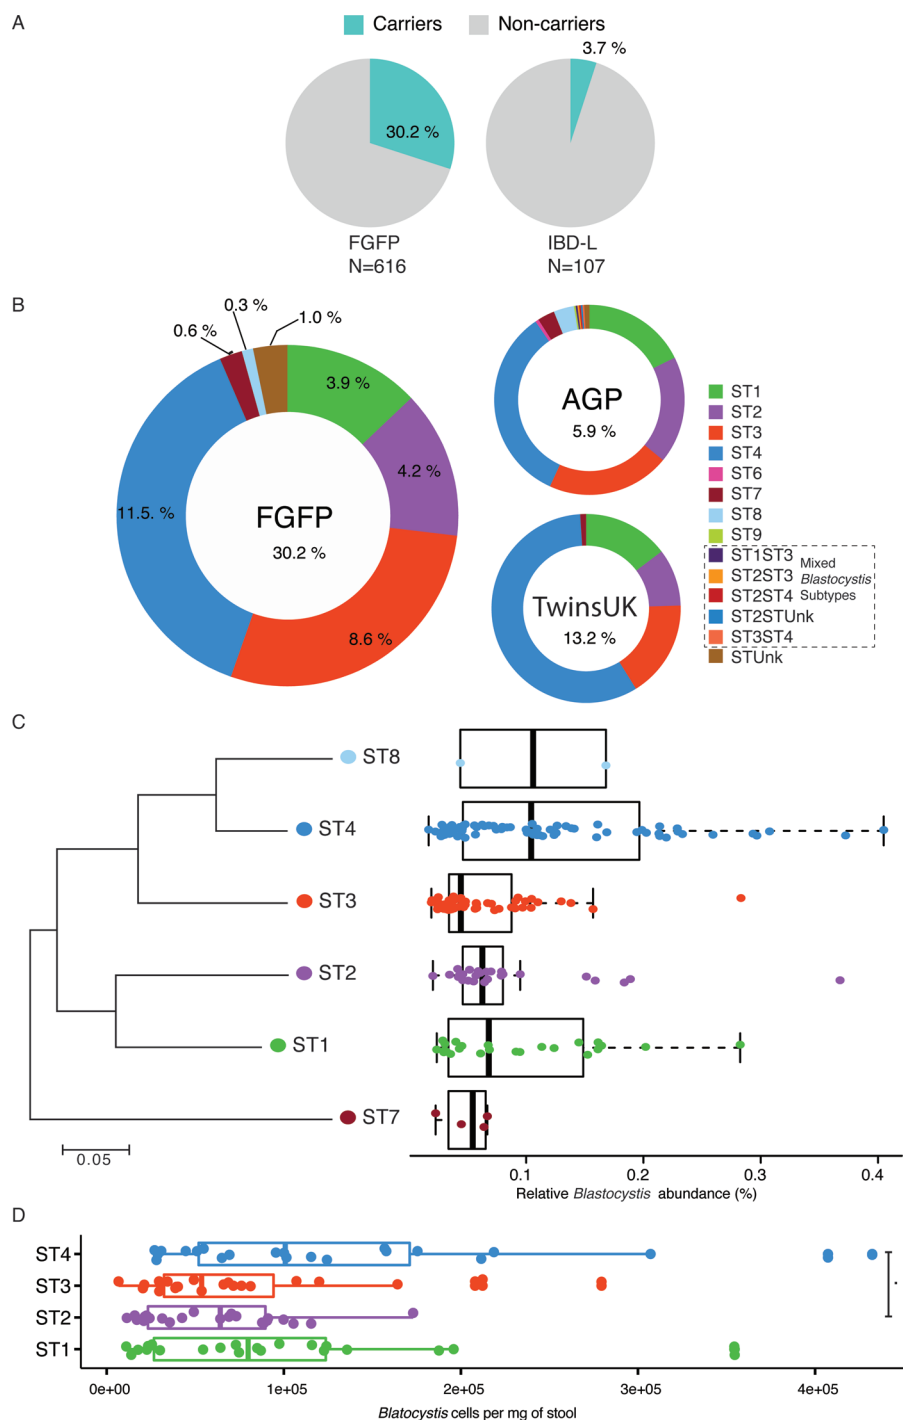 A
Carriers Non-carriers
3.7 %
30.2 %
FGFP
N=616
IBD-L
N=107
B
0.3 %
0.6 %
1.0 %
3.9 %
4.2 %
11.5. %
8.6 %
FGFP
30.2 %
AGP
5.9 %
TwinsUK
13.2 %
ST1
ST2
ST3
ST4
ST6
ST7
ST8
ST9
ST1ST3
ST2ST3
ST2ST4
ST2STUnk
ST3ST4
Mixed
Blastocystis
Subtypes
STUnk
C
ST8
ST4
ST3
ST2
ST1
ST7
0.05
0.1 0.2 0.3 0.4
Relative Blastocystis abundance (%)
D
ST4
ST3
ST2
ST1
.
0e+00 1e+05 2e+05 3e+05 4e+05
Blatocystis cells per mg of stool